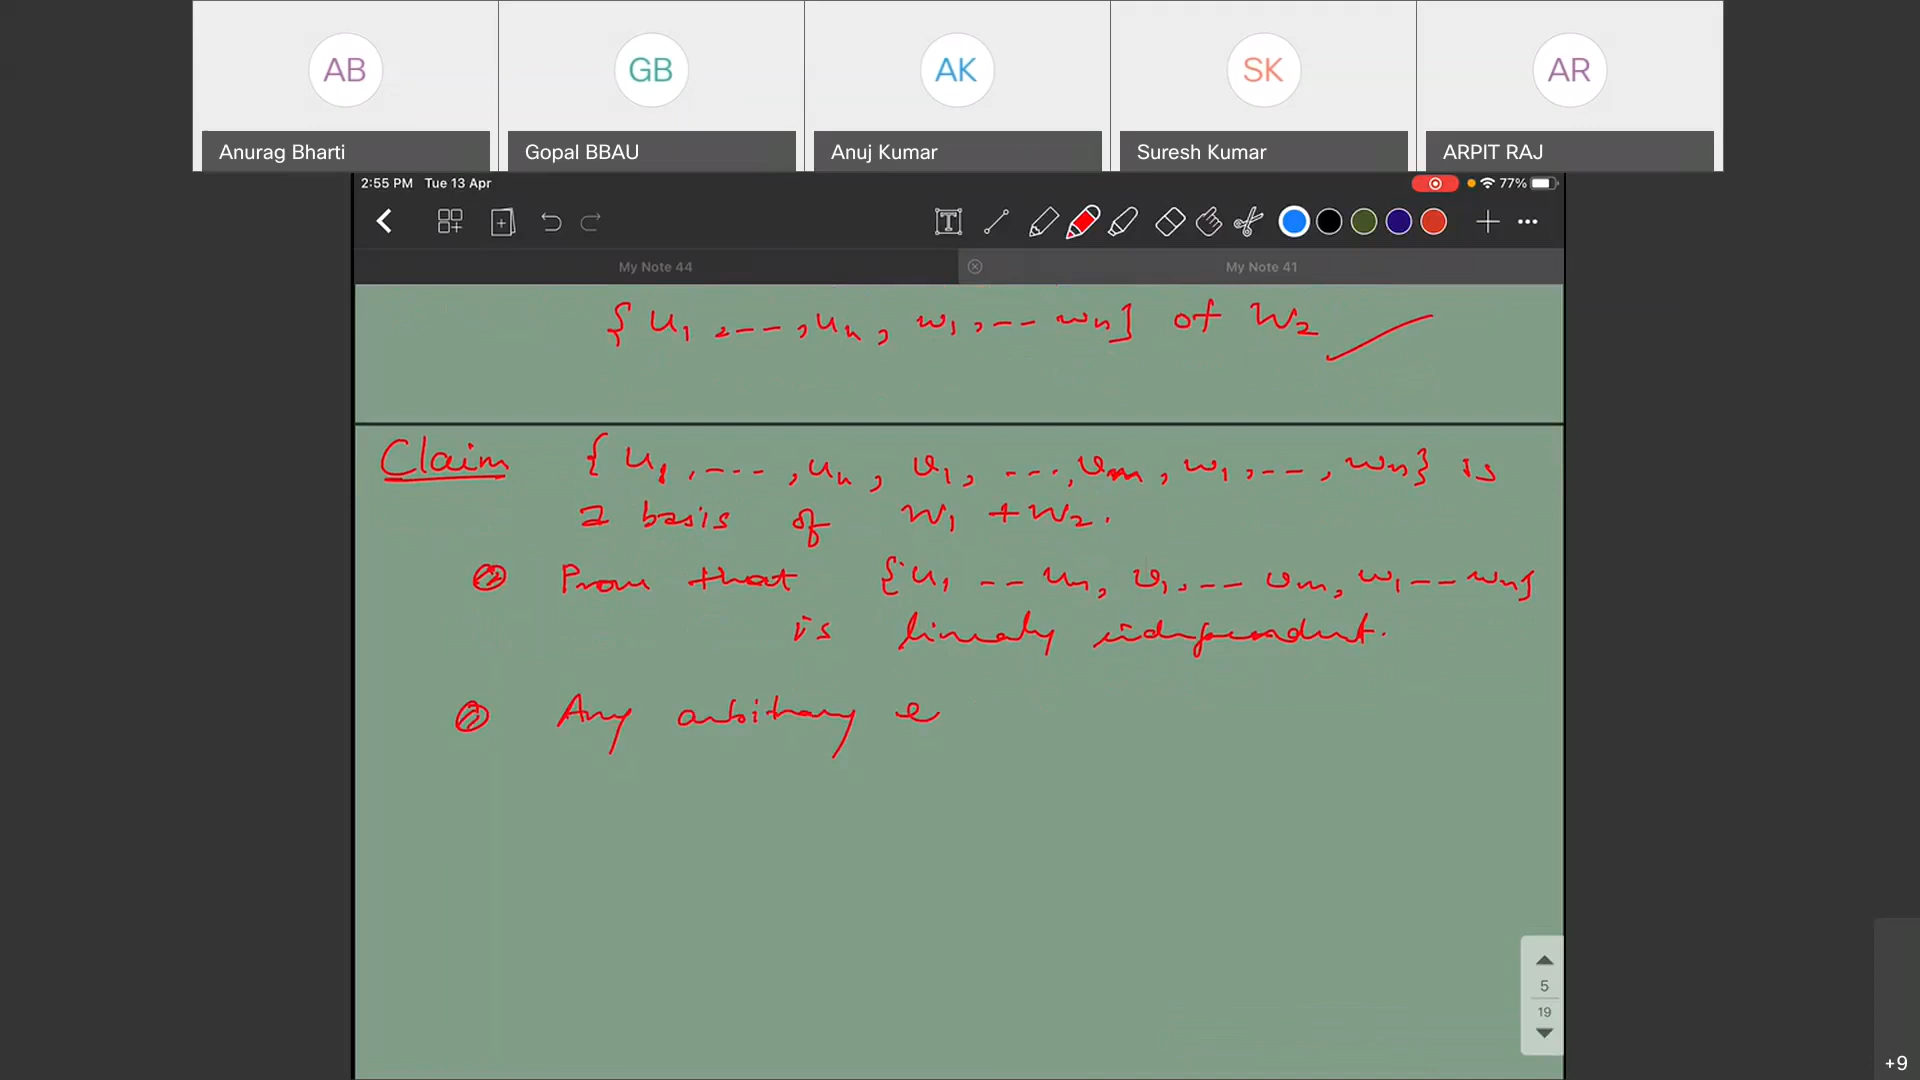 AB GB AK SK AR
Anurag Bharti Gopal BBAU Anuj Kumar Suresh Kumar ARPIT RAJ
2:55 PM Tue 13 Apr 77%
My Note 44 My Note 41
{ u1 , --- , un , w1 , -- wn } of W2
Claim { u1 , ---- , un , v1 , ---, vm , w1 , -- , wn } is
a basis of W1 + W2.
Prove that { u1 -- un, v1, -- vm, w1 -- wn }
is linearly independent.
Any arbitrary e
5
19
+9